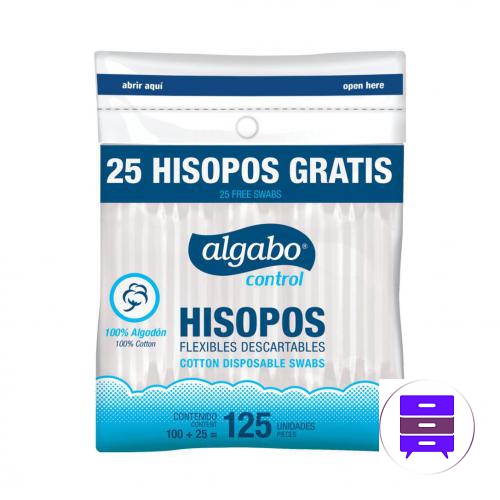 abrir aquí open here
25 HISOPOS GRATIS
25 FREE SWABS
algabo®
control
100% Algodón
100% Cotton
HISOPOS
FLEXIBLES DESCARTABLES
COTTON DISPOSABLE SWABS
CONTENIDO
CONTENT
100 + 25 = 125 UNIDADES
PIECES